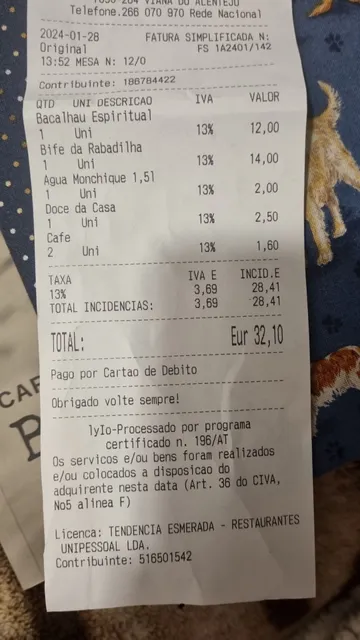 7090-264 VIANA DO ALENTEJO
Telefone.266 070 970 Rede Nacional
2024-01-28 FATURA SIMPLIFICADA N:
Original FS 1A2401/142
13:52 MESA N: 12/0
Contribuinte: 186784422
QTD UNI DESCRICAO IVA VALOR
Bacalhau Espiritual
1 Uni 13% 12,00
Bife da Rabadilha
1 Uni 13% 14,00
Agua Monchique 1,5l
1 Uni 13% 2,00
Doce da Casa
1 Uni 13% 2,50
Cafe
2 Uni 13% 1,60
TAXA IVA E INCID.E
13% 3,69 28,41
TOTAL INCIDENCIAS: 3,69 28,41
TOTAL: Eur 32,10
Pago por Cartao de Debito
Obrigado volte sempre!
lyIo-Processado por programa
certificado n. 196/AT
Os servicos e/ou bens foram realizados
e/ou colocados a disposicao do
adquirente nesta data (Art. 36 do CIVA,
No5 alinea F)
Licenca: TENDENCIA ESMERADA - RESTAURANTES
UNIPESSOAL LDA.
Contribuinte: 516501542